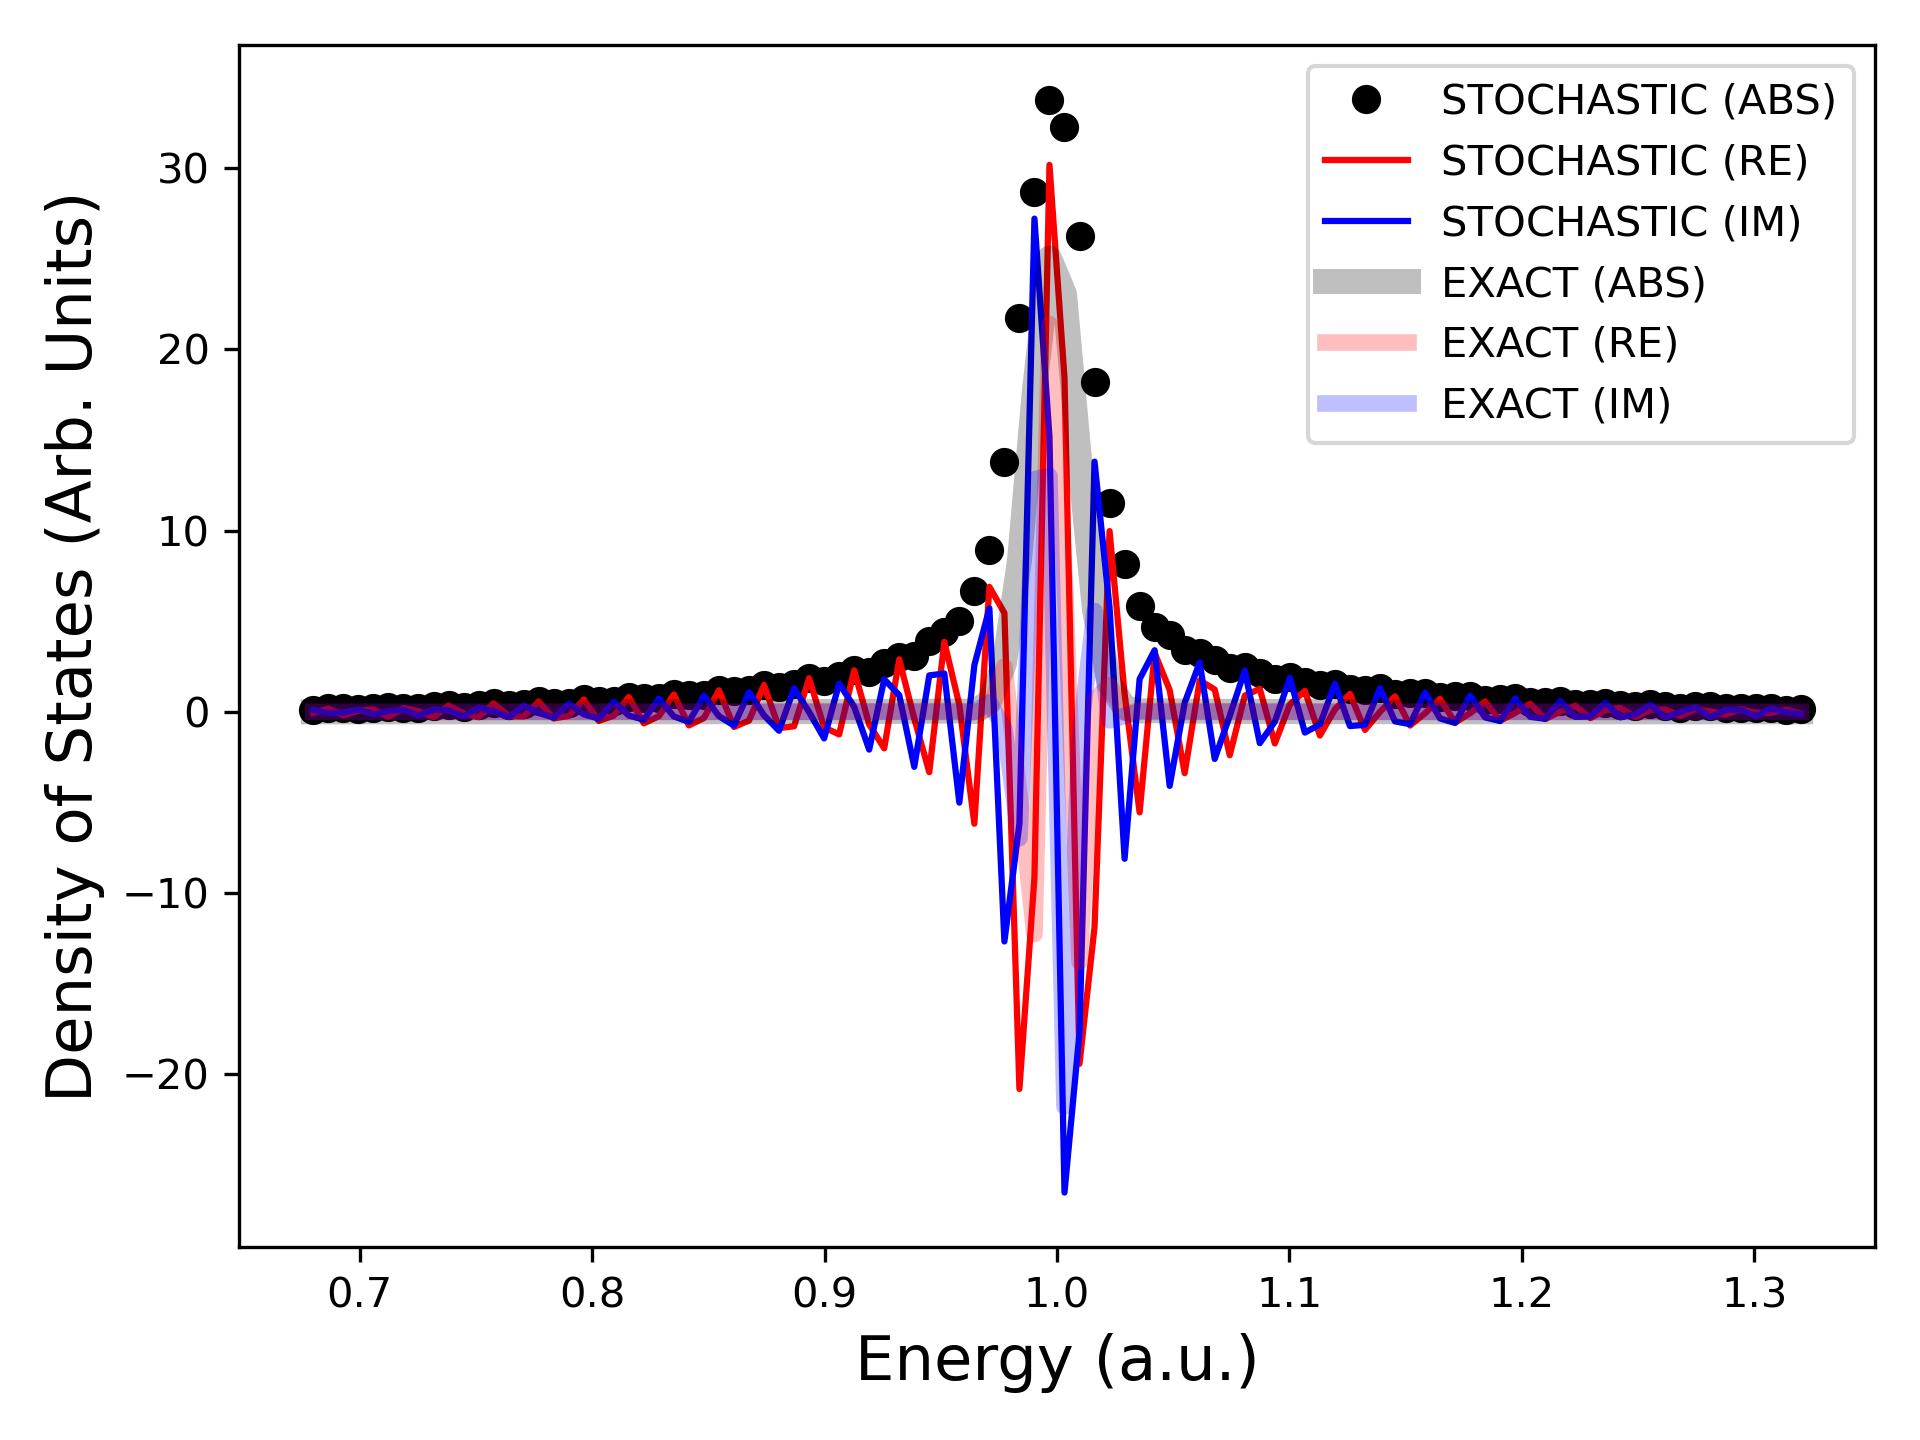 STOCHASTIC (ABS)
STOCHASTIC (RE)
STOCHASTIC (IM)
EXACT (ABS)
EXACT (RE)
EXACT (IM)
Density of States (Arb. Units)
30
20
10
0
−10
−20
0.7 0.8 0.9 1.0 1.1 1.2 1.3
Energy (a.u.)